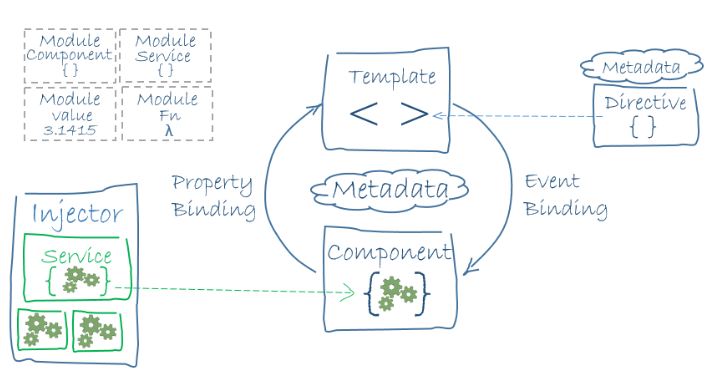 Module
Component
{ }
Module
Service
{ }
Module
value
3.1415
Module
Fn
λ
Template
< >
Metadata
Directive
{ }
Property
Binding
Metadata
Event
Binding
Injector
Service
{ }
Component
{ }